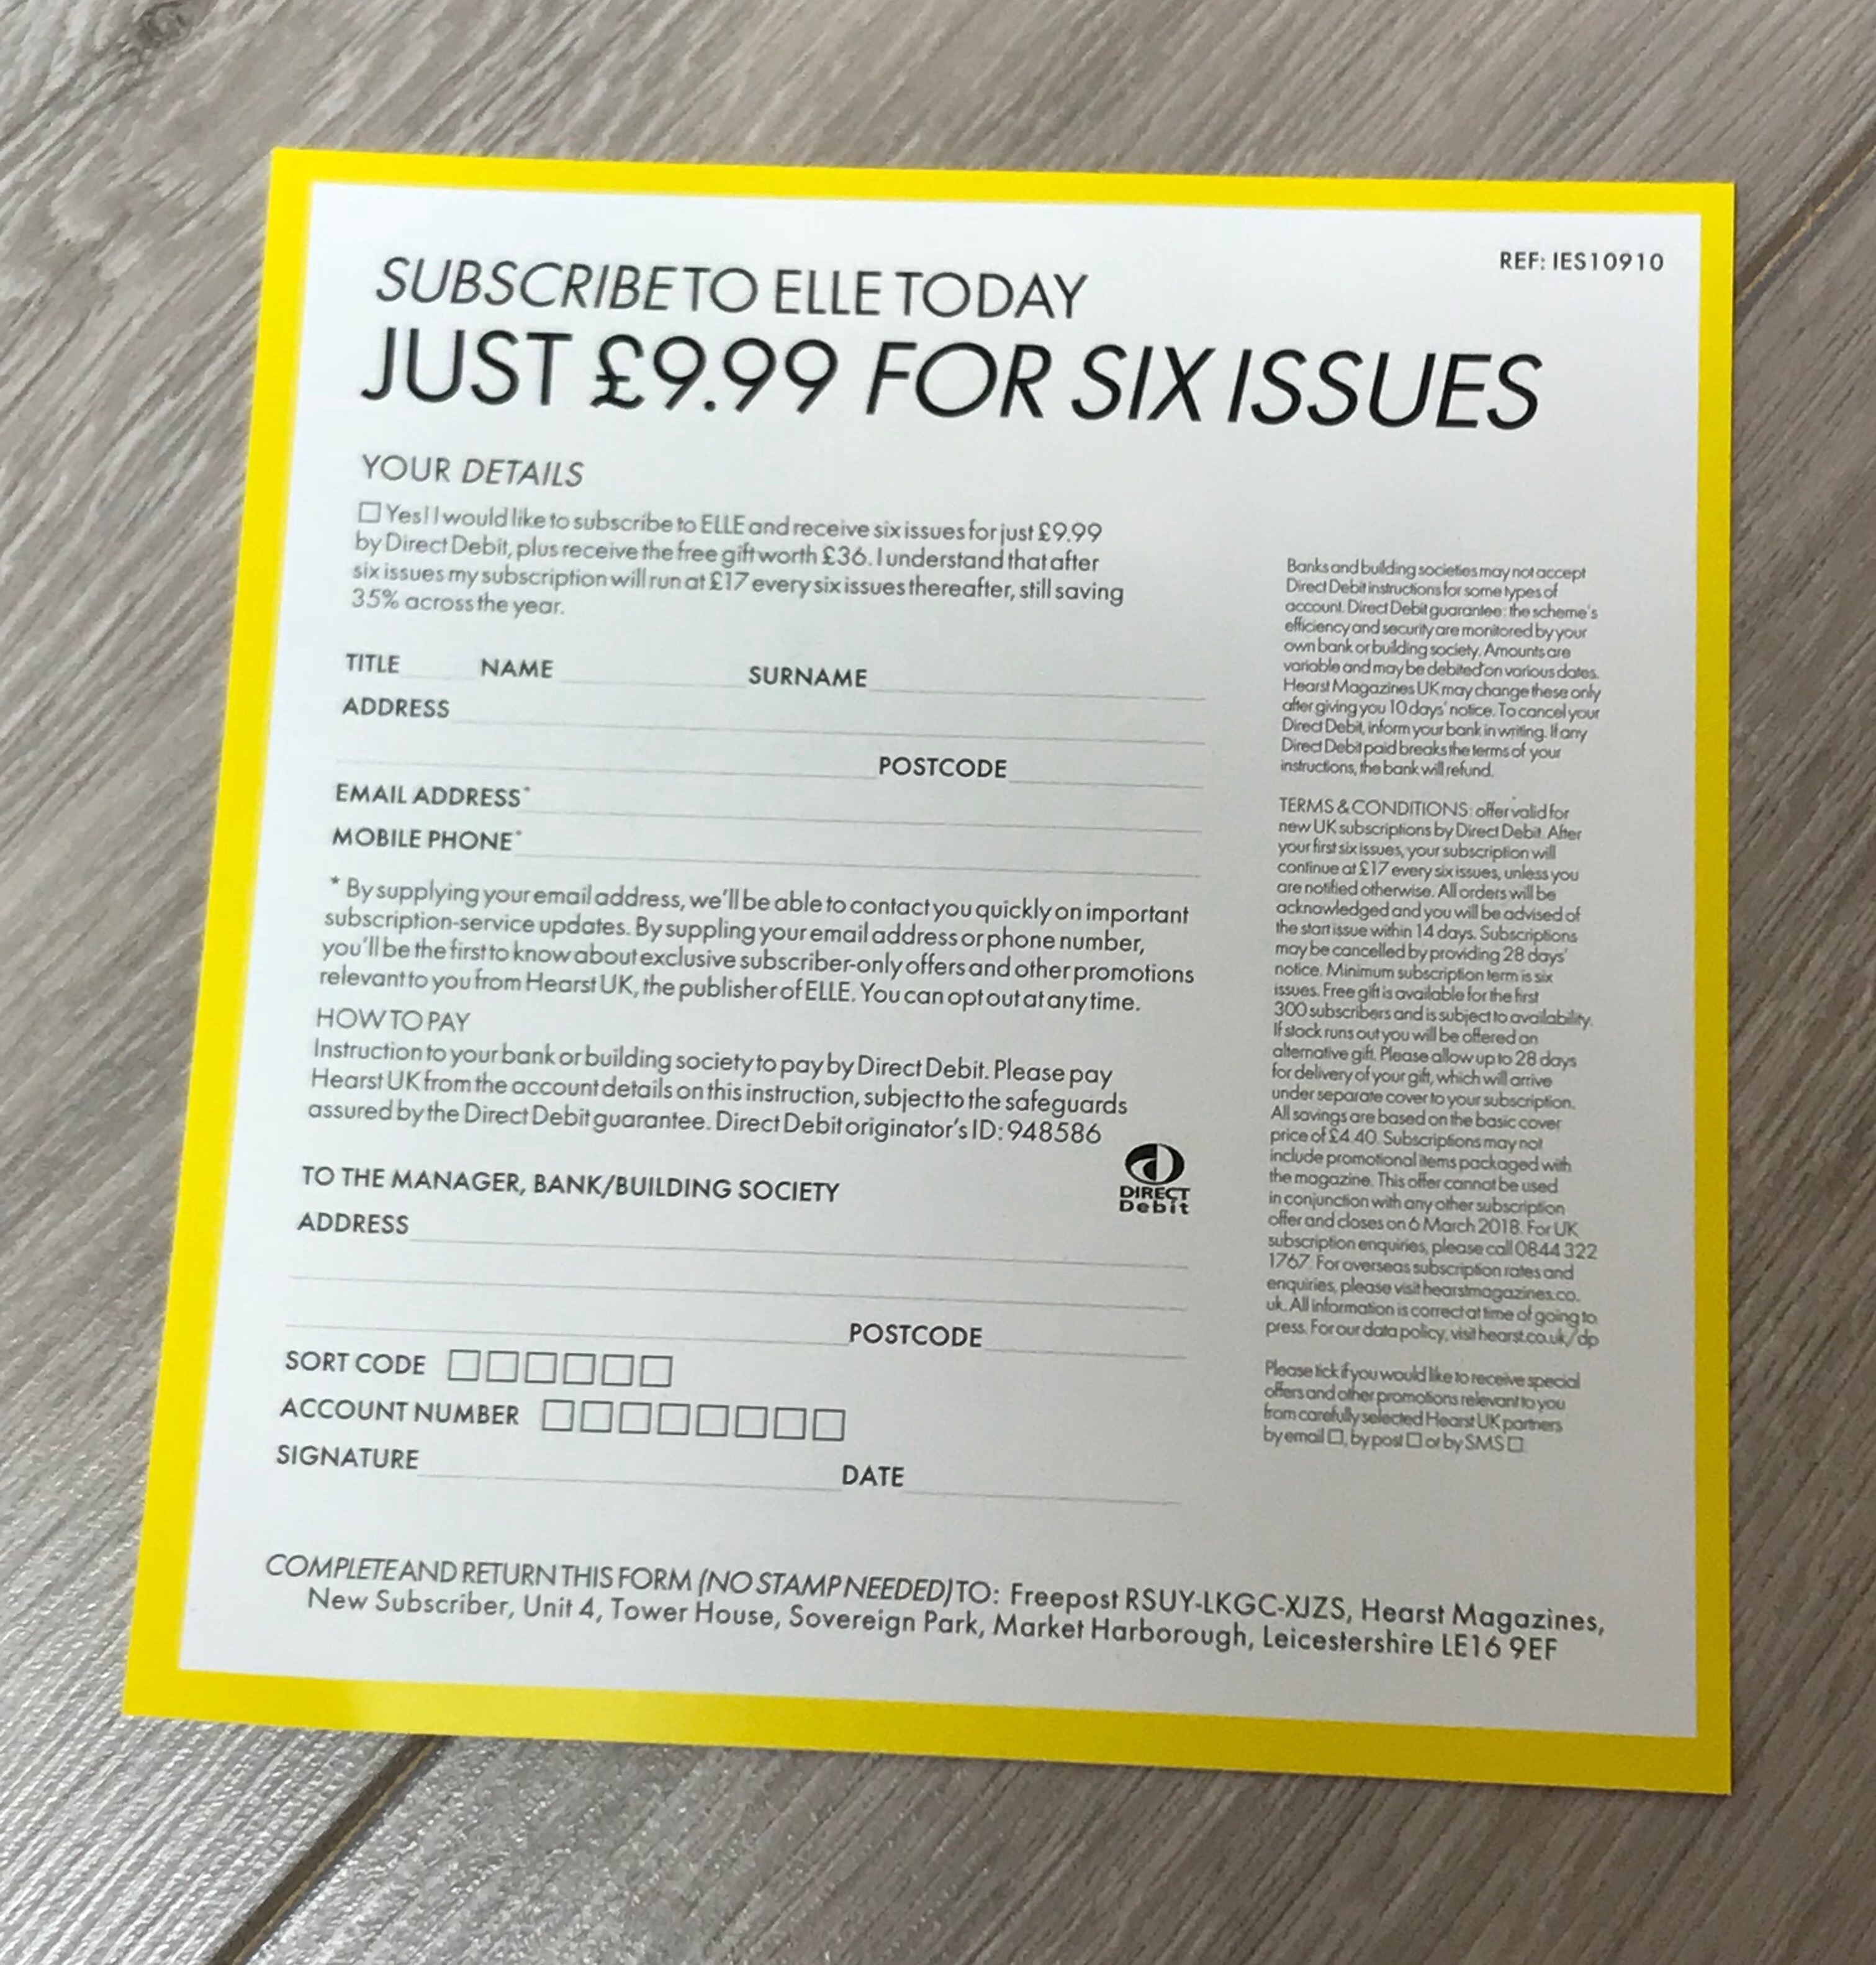 REF: IES10910
SUBSCRIBE TO ELLE TODAY
JUST £9.99 FOR SIX ISSUES
YOUR DETAILS
Yes! I would like to subscribe to ELLE and receive six issues for just £9.99
by Direct Debit, plus receive the free gift worth £36. I understand that after
six issues my subscription will run at £17 every six issues thereafter, still saving
35% across the year.
TITLE NAME SURNAME
ADDRESS
POSTCODE
EMAIL ADDRESS*
MOBILE PHONE*
* By supplying your email address, we'll be able to contact you quickly on important
subscription-service updates. By suppling your email address or phone number,
you'll be the first to know about exclusive subscriber-only offers and other promotions
relevant to you from Hearst UK, the publisher of ELLE. You can opt out at any time.
HOW TO PAY
Instruction to your bank or building society to pay by Direct Debit. Please pay
Hearst UK from the account details on this instruction, subject to the safeguards
assured by the Direct Debit guarantee. Direct Debit originator's ID: 948586
DIRECT
Debit
TO THE MANAGER, BANK/BUILDING SOCIETY
ADDRESS
POSTCODE
SORT CODE
ACCOUNT NUMBER
SIGNATURE DATE
Banks and building societies may not accept
Direct Debit instructions for some types of
account. Direct Debit guarantee: the scheme's
efficiency and security are monitored by your
own bank or building society. Amounts are
variable and may be debited on various dates.
Hearst Magazines UK may change these only
after giving you 10 days' notice. To cancel your
Direct Debit, inform your bank in writing. If any
Direct Debit paid breaks the terms of your
instructions, the bank will refund.
TERMS & CONDITIONS: offer valid for
new UK subscriptions by Direct Debit. After
your first six issues, your subscription will
continue at £17 every six issues, unless you
are notified otherwise. All orders will be
acknowledged and you will be advised of
the start issue within 14 days. Subscriptions
may be cancelled by providing 28 days'
notice. Minimum subscription term is six
issues. Free gift is available for the first
300 subscribers and is subject to availability.
If stock runs out you will be offered an
alternative gift. Please allow up to 28 days
for delivery of your gift, which will arrive
under separate cover to your subscription.
All savings are based on the basic cover
price of £4.40. Subscriptions may not
include promotional items packaged with
the magazine. This offer cannot be used
in conjunction with any other subscription
offer and closes on 6 March 2018. For UK
subscription enquiries, please call 0844 322
1767. For overseas subscription rates and
enquiries, please visit hearstmagazines.co.
uk. All information is correct at time of going to
press. For our data policy, visit hearst.co.uk/dp
Please tick if you would like to receive special
offers and other promotions relevant to you
from carefully selected Hearst UK partners
by email ☐, by post ☐ or by SMS ☐
COMPLETE AND RETURN THIS FORM (NO STAMP NEEDED) TO: Freepost RSUY-LKGC-XJZS, Hearst Magazines,
New Subscriber, Unit 4, Tower House, Sovereign Park, Market Harborough, Leicestershire LE16 9EF